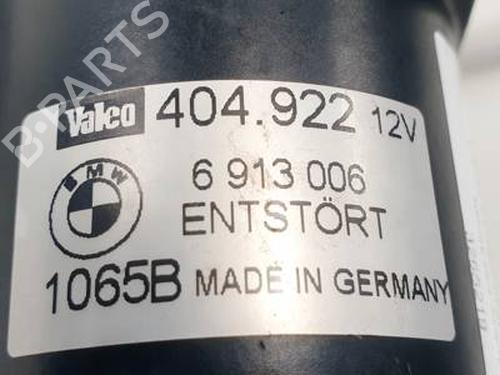 Valeo 404.922 12V
BMW 6 913 006
ENTSTÖRT
1065B MADE IN GERMANY
B-PARTS